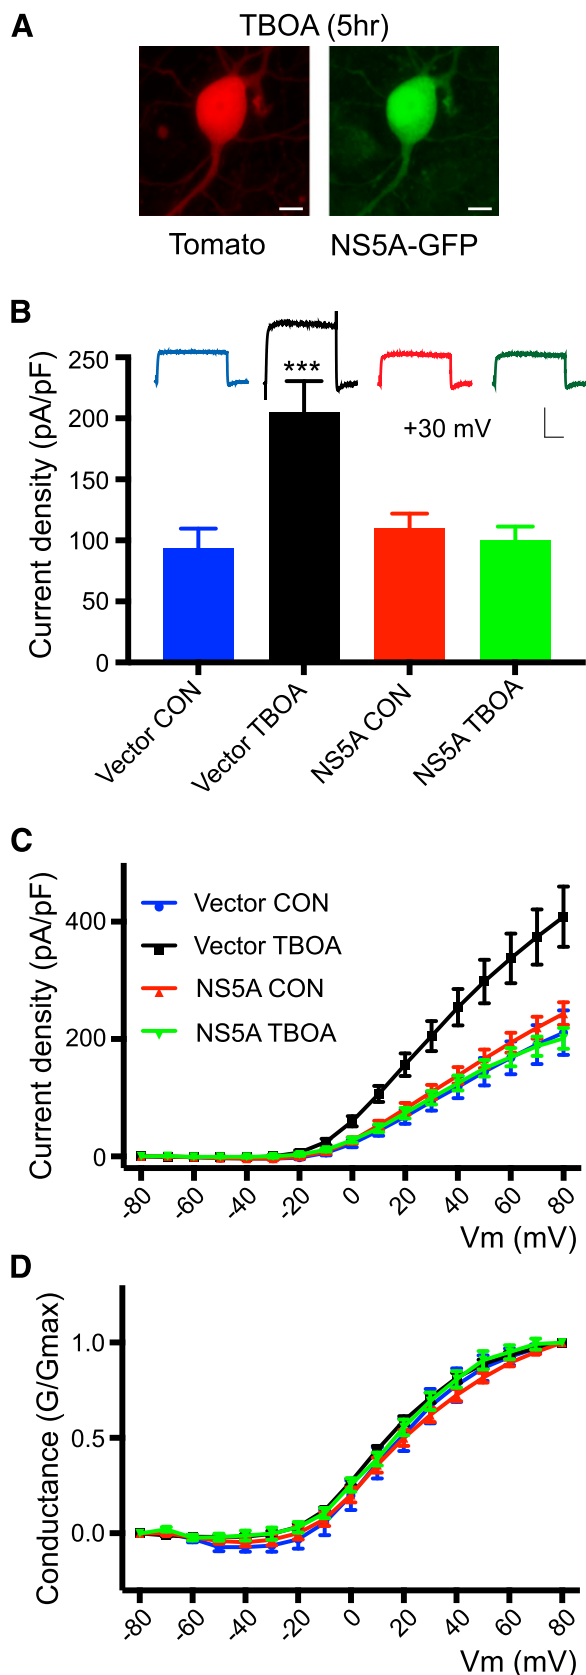 A
TBOA (5hr)
Tomato
NS5A-GFP
B
Current density (pA/pF)
250
200
150
100
50
0
***
+30 mV
Vector CON
Vector TBOA
NS5A CON
NS5A TBOA
C
Current density (pA/pF)
400
200
0
Vector CON
Vector TBOA
NS5A CON
NS5A TBOA
-80
-60
-40
-20
0
20
40
60
80
Vm (mV)
D
Conductance (G/Gmax)
1.0
0.5
0.0
-80
-60
-40
-20
0
20
40
60
80
Vm (mV)